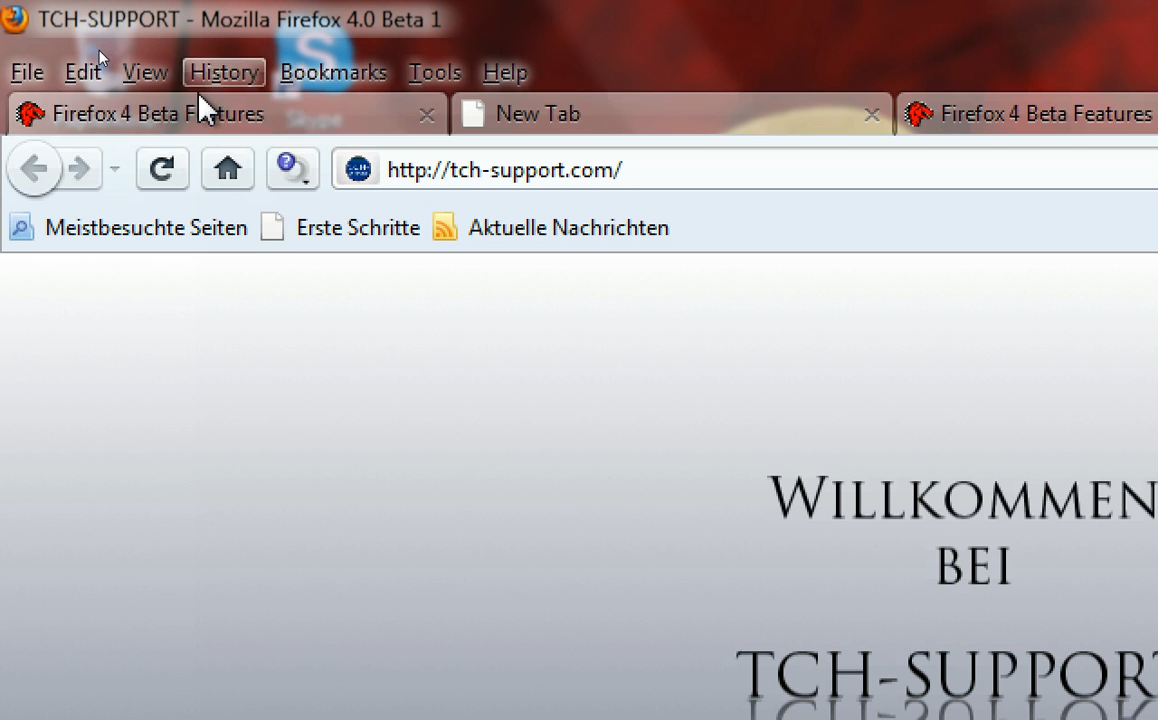 TCH-SUPPORT - Mozilla Firefox 4.0 Beta 1
File Edit View History Bookmarks Tools Help
Firefox 4 Beta Features New Tab Firefox 4 Beta Features
http://tch-support.com/
Meistbesuchte Seiten Erste Schritte Aktuelle Nachrichten
WILLKOMMEN
BEI
TCH-SUPPORT